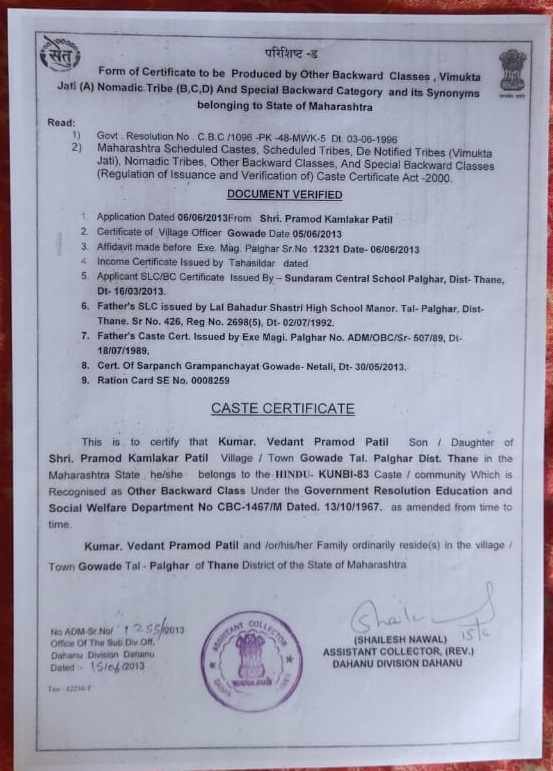 सेतु
परिशिष्ट -ड
Form of Certificate to be Produced by Other Backward Classes , Vimukta
Jati (A) Nomadic Tribe (B,C,D) And Special Backward Category and its Synonyms
belonging to State of Maharashtra
Read:
1) Govt . Resolution No . C.B.C /1096 -PK -48-MWK-5 Dt. 03-06-1996
2) Maharashtra Scheduled Castes, Scheduled Tribes, De Notified Tribes (Vimukta
Jati), Nomadic Tribes, Other Backward Classes, And Special Backward Classes
(Regulation of Issuance and Verification of) Caste Certificate Act -2000.
DOCUMENT VERIFIED
1. Application Dated 06/06/2013From Shri. Pramod Kamlakar Patil
2. Certificate of Village Officer Gowade Date 05/06/2013
3. Affidavit made before Exe. Mag. Palghar Sr.No .12321 Date- 06/06/2013
4. Income Certificate Issued by Tahasildar dated
5. Applicant SLC/BC Certificate Issued By – Sundaram Central School Palghar, Dist- Thane,
Dt- 16/03/2013.
6. Father's SLC issued by Lal Bahadur Shastri High School Manor. Tal- Palghar, Dist-
Thane. Sr No. 426, Reg No. 2698(5), Dt- 02/07/1992.
7. Father's Caste Cert. Issued by Exe Magi. Palghar No. ADM/OBC/Sr- 507/89, Dt-
18/07/1989.
8. Cert. Of Sarpanch Grampanchayat Gowade- Netali, Dt- 30/05/2013.
9. Ration Card SE No. 0008259
CASTE CERTIFICATE
This is to certify that Kumar. Vedant Pramod Patil Son / Daughter of
Shri. Pramod Kamlakar Patil Village / Town Gowade Tal. Palghar Dist. Thane in the
Maharashtra State he/she belongs to the HINDU- KUNBI-83 Caste / community Which is
Recognised as Other Backward Class Under the Government Resolution Education and
Social Welfare Department No CBC-1467/M Dated. 13/10/1967. as amended from time to
time.
Kumar. Vedant Pramod Patil and /or/his/her Family ordinarily reside(s) in the village /
Town Gowade Tal - Palghar of Thane District of the State of Maharashtra
No ADM-Sr.No/ 1255/2013
Office Of The Sub Div.Off.
Dahanu Division Dahanu
Dated :- 15/06/2013
ASSISTANT COLLECTOR
15/6
(SHAILESH NAWAL)
ASSISTANT COLLECTOR, (REV.)
DAHANU DIVISION DAHANU